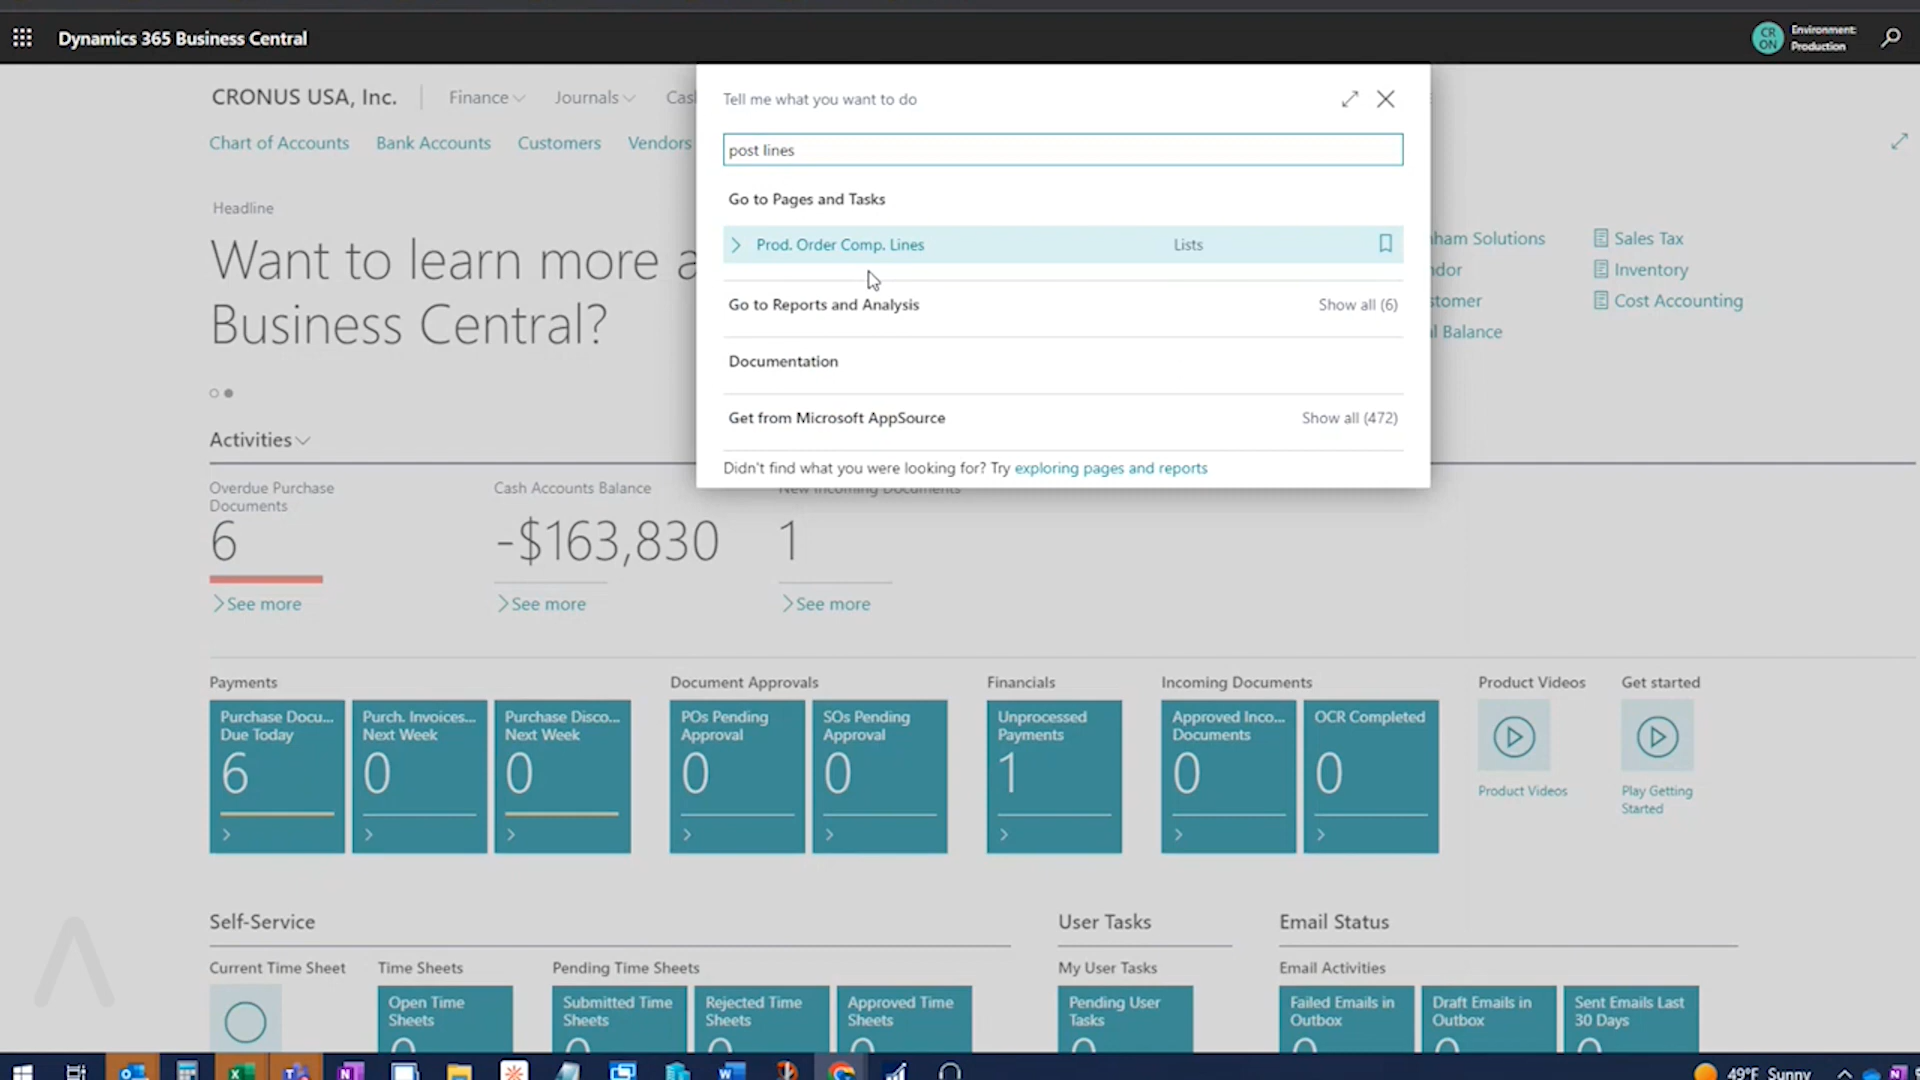 Dynamics 365 Business Central
CR
ON
Environment:
Production
CRONUS USA, Inc.
Finance
Journals
Tell me what you want to do
Chart of Accounts
Bank Accounts
Customers
Vendors
post lines
Go to Pages and Tasks
Prod. Order Comp. Lines
Lists
Go to Reports and Analysis
Show all (6)
Documentation
Get from Microsoft AppSource
Show all (472)
Didn't find what you were looking for? Try exploring pages and reports
Headline
Want to learn more
Business Central?
Solutions
Sales Tax
Inventory
Cost Accounting
Balance
Activities
Overdue Purchase
Documents
6
See more
Cash Accounts Balance
-$163,830
See more
New Incoming Documents
1
See more
Payments
Purchase Docu...
Due Today
6
Purch. Invoices...
Next Week
0
Purchase Disco...
Next Week
0
Document Approvals
POs Pending
Approval
0
SOs Pending
Approval
0
Financials
Unprocessed
Payments
1
Incoming Documents
Approved Inco...
Documents
0
OCR Completed
0
Product Videos
Product Videos
Get started
Play Getting
Started
Self-Service
Current Time Sheet
Time Sheets
Open Time
Sheets
Pending Time Sheets
Submitted Time
Sheets
Rejected Time
Sheets
Approved Time
Sheets
User Tasks
My User Tasks
Pending User
Tasks
Email Status
Email Activities
Failed Emails in
Outbox
Draft Emails in
Outbox
Sent Emails Last
30 Days
49°F Sunny